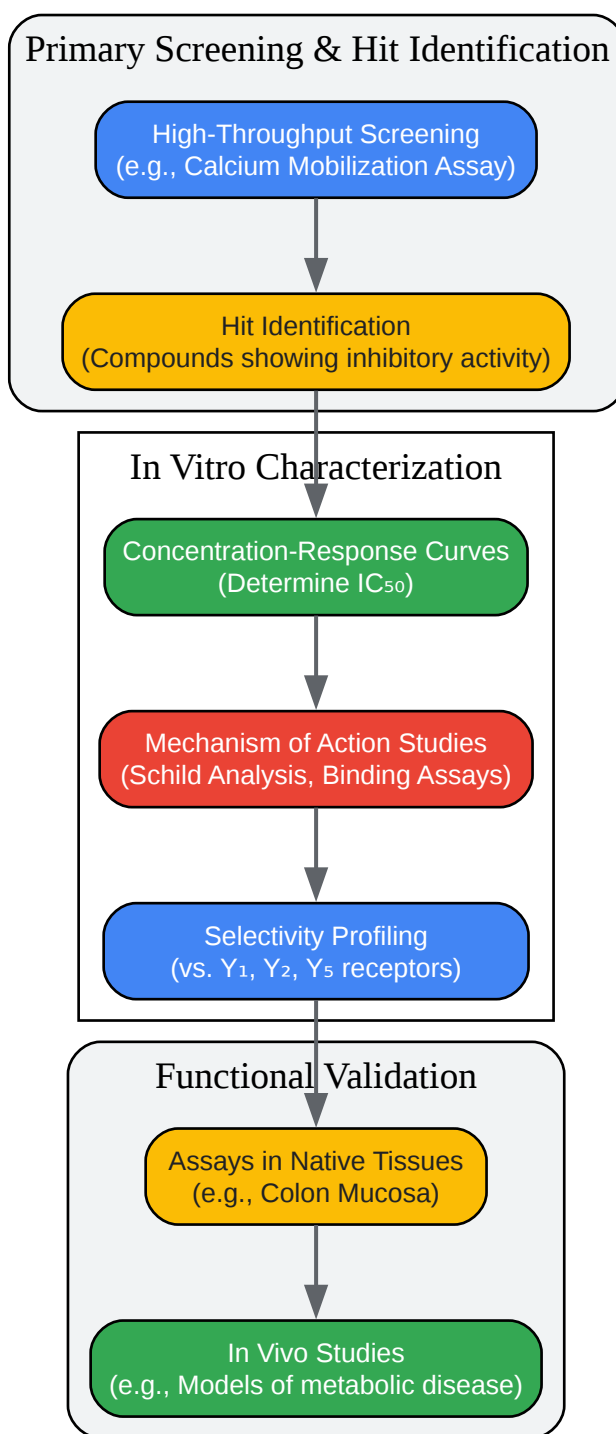 Primary Screening & Hit Identification
High-Throughput Screening
(e.g., Calcium Mobilization Assay)
Hit Identification
(Compounds showing inhibitory activity)
In Vitro Characterization
Concentration-Response Curves
(Determine IC₅₀)
Mechanism of Action Studies
(Schild Analysis, Binding Assays)
Selectivity Profiling
(vs. Y₁, Y₂, Y₅ receptors)
Functional Validation
Assays in Native Tissues
(e.g., Colon Mucosa)
In Vivo Studies
(e.g., Models of metabolic disease)